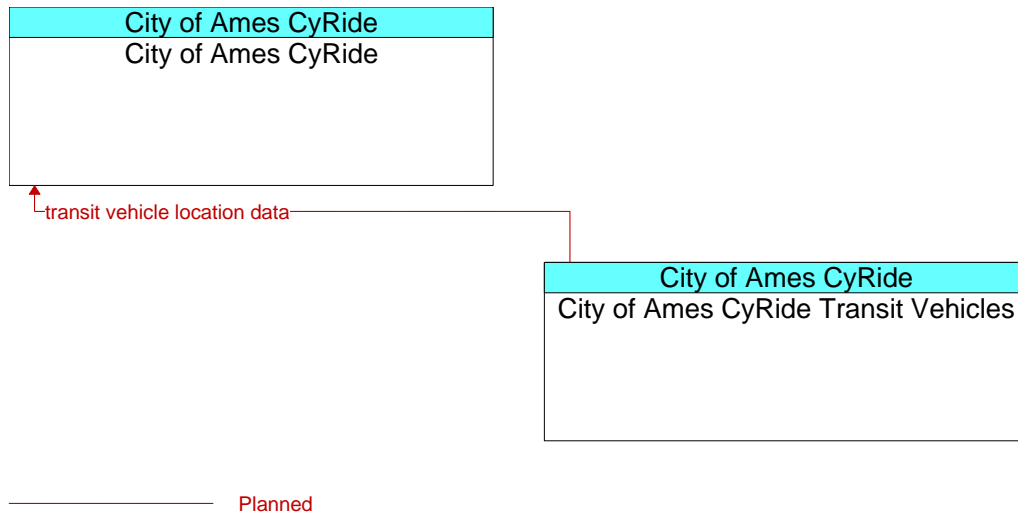 City of Ames CyRide
City of Ames CyRide
transit vehicle location data
City of Ames CyRide
City of Ames CyRide Transit Vehicles
Planned